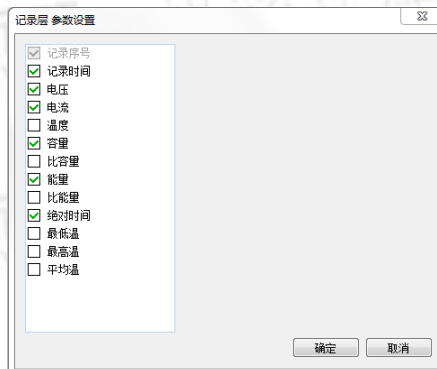 记录层 参数设置
记录序号
记录时间
电压
电流
温度
容量
比容量
能量
比能量
绝对时间
最低温
最高温
平均温
确定
取消